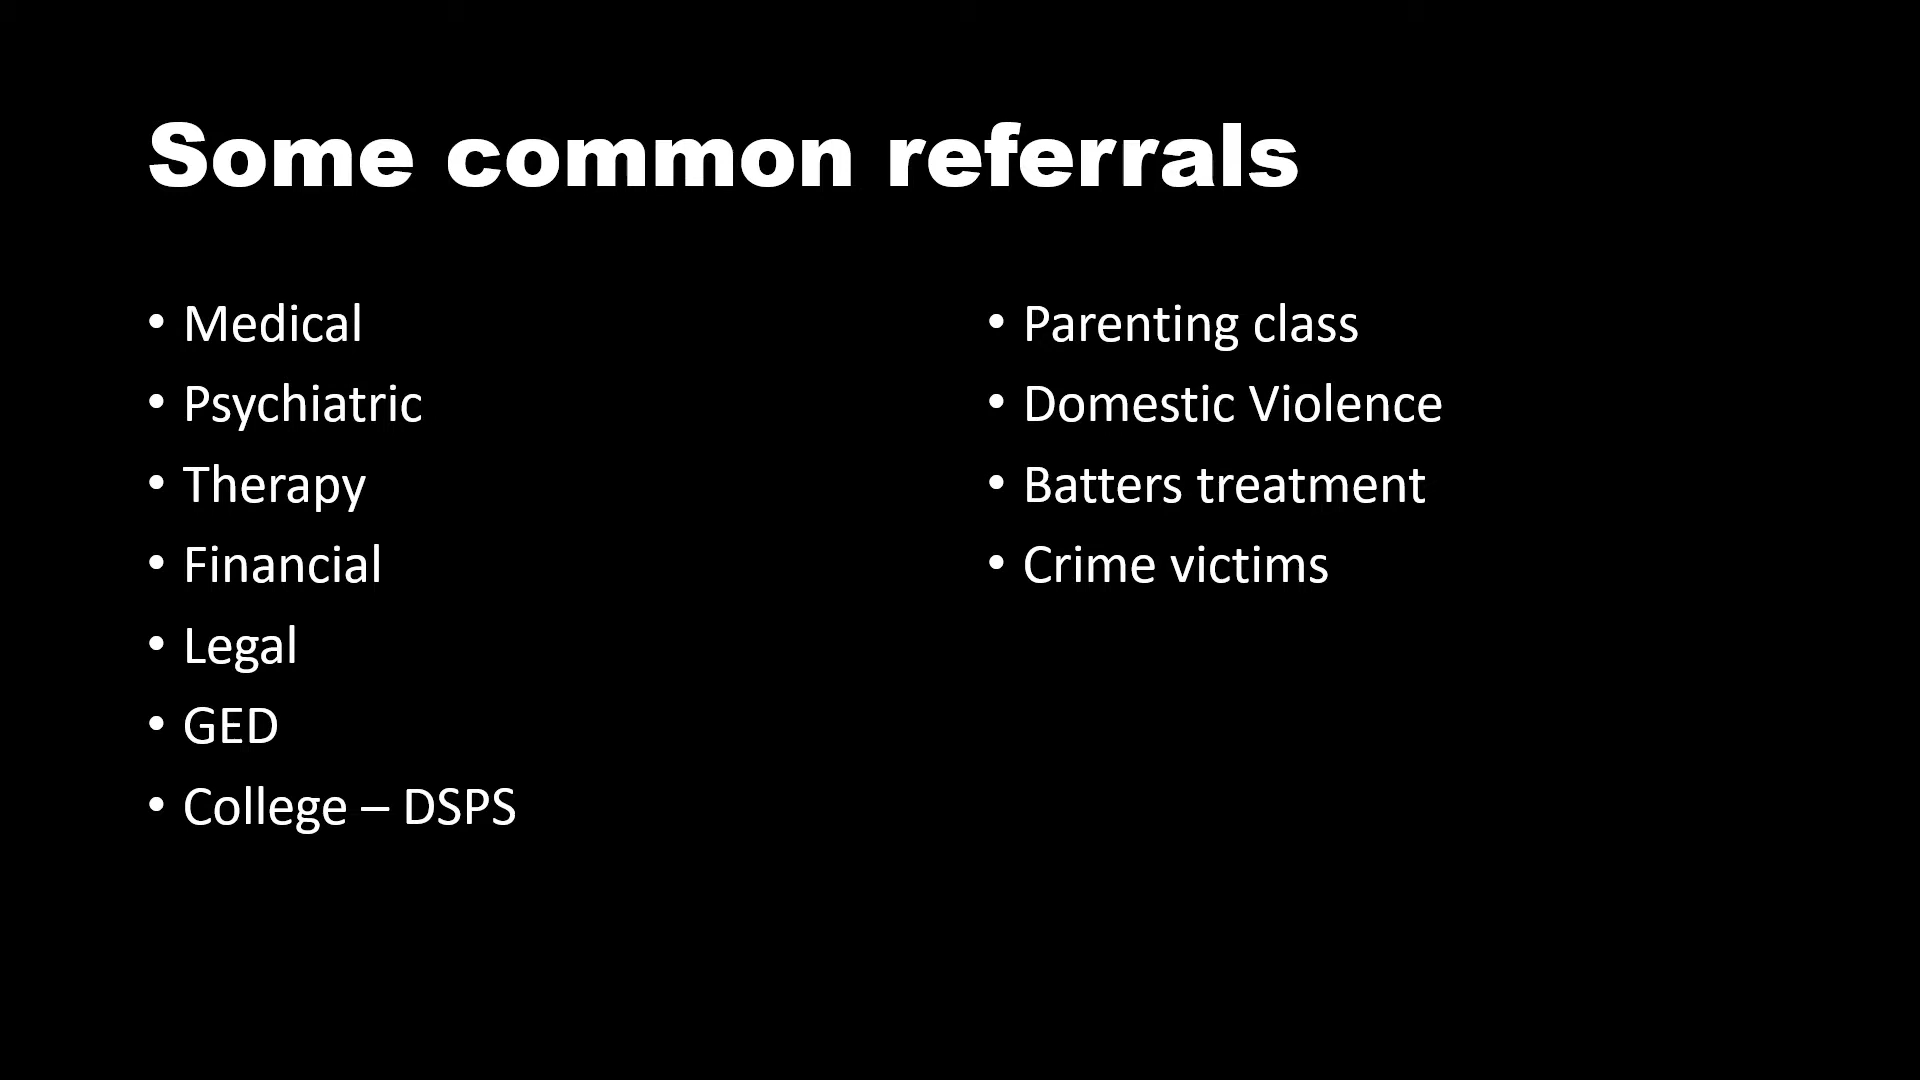 Some common referrals
• Medical
• Psychiatric
• Therapy
• Financial
• Legal
• GED
• College – DSPS
• Parenting class
• Domestic Violence
• Batters treatment
• Crime victims